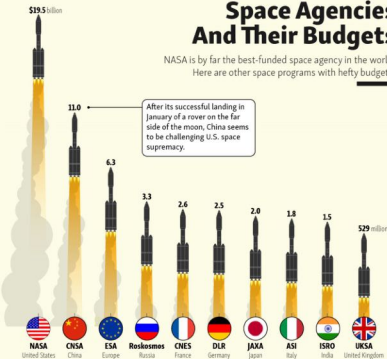 Space Agencies
And Their Budgets
NASA is by far the best-funded space agency in the world
Here are other space programs with hefty budget
$19.5 billion
11.0
After its successful landing in
January of a rover on the far
side of the moon, China seems
to be challenging U.S. space
supremacy.
6.3
3.3
2.6
2.5
2.0
1.8
1.5
529 million
NASA
United States
CNSA
China
ESA
Europe
Roskosmos
Russia
CNES
France
DLR
Germany
JAXA
Japan
ASI
Italy
ISRO
India
UKSA
United Kingdom